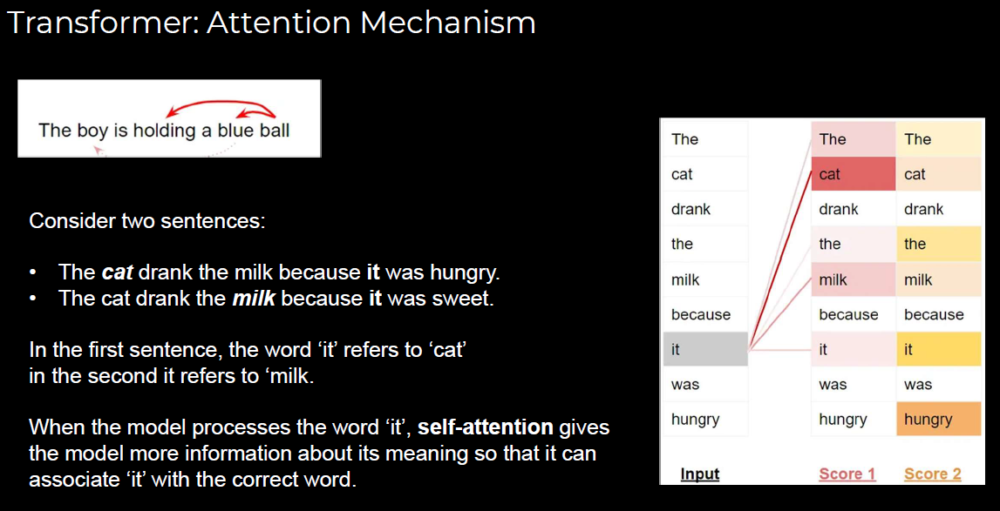 Transformer: Attention Mechanism
The boy is holding a blue ball
Consider two sentences:
• The cat drank the milk because it was hungry.
• The cat drank the milk because it was sweet.
In the first sentence, the word ‘it’ refers to ‘cat’
in the second it refers to ‘milk.
When the model processes the word ‘it’, self-attention gives
the model more information about its meaning so that it can
associate ‘it’ with the correct word.
The The The
cat cat cat
drank drank drank
the the the
milk milk milk
because because because
it it it
was was was
hungry hungry hungry
Input Score 1 Score 2